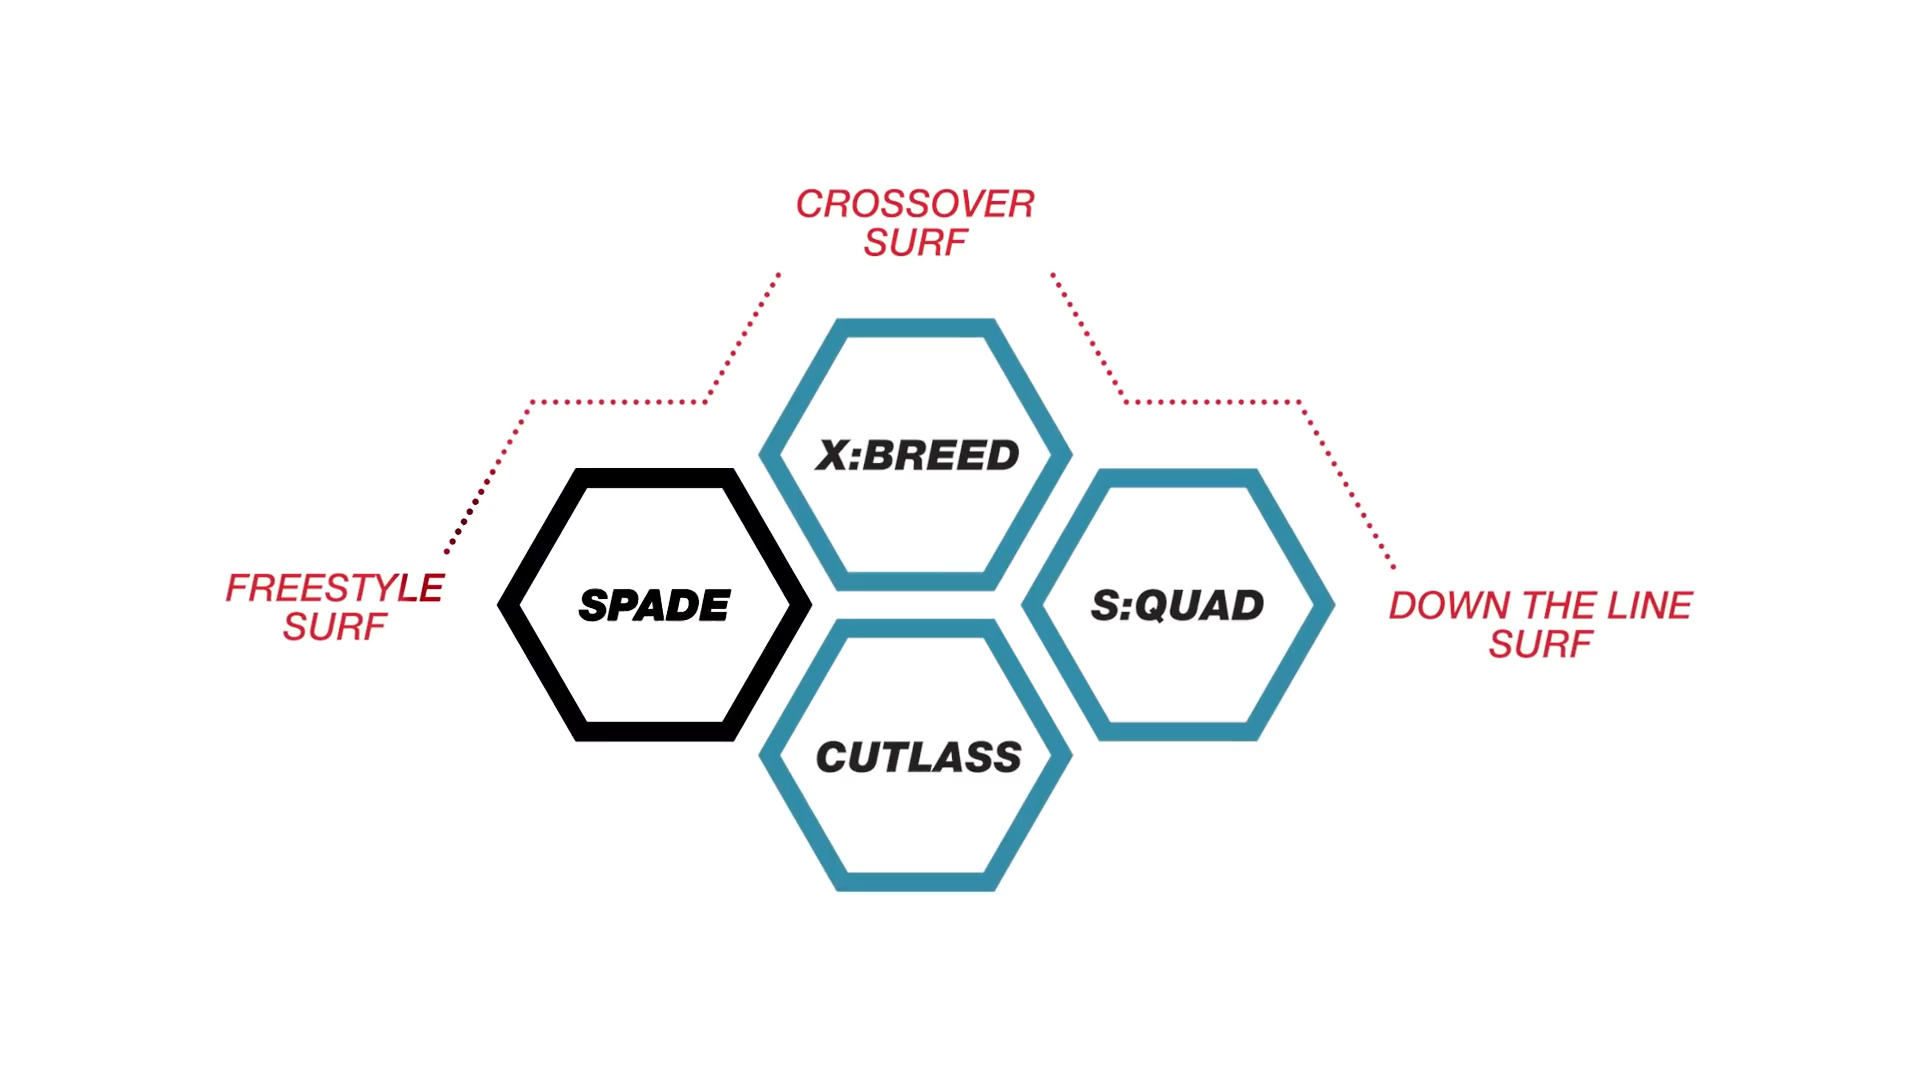 CROSSOVER
SURF
X:BREED
FREESTYLE
SURF
SPADE
S:QUAD
DOWN THE LINE
SURF
CUTLASS